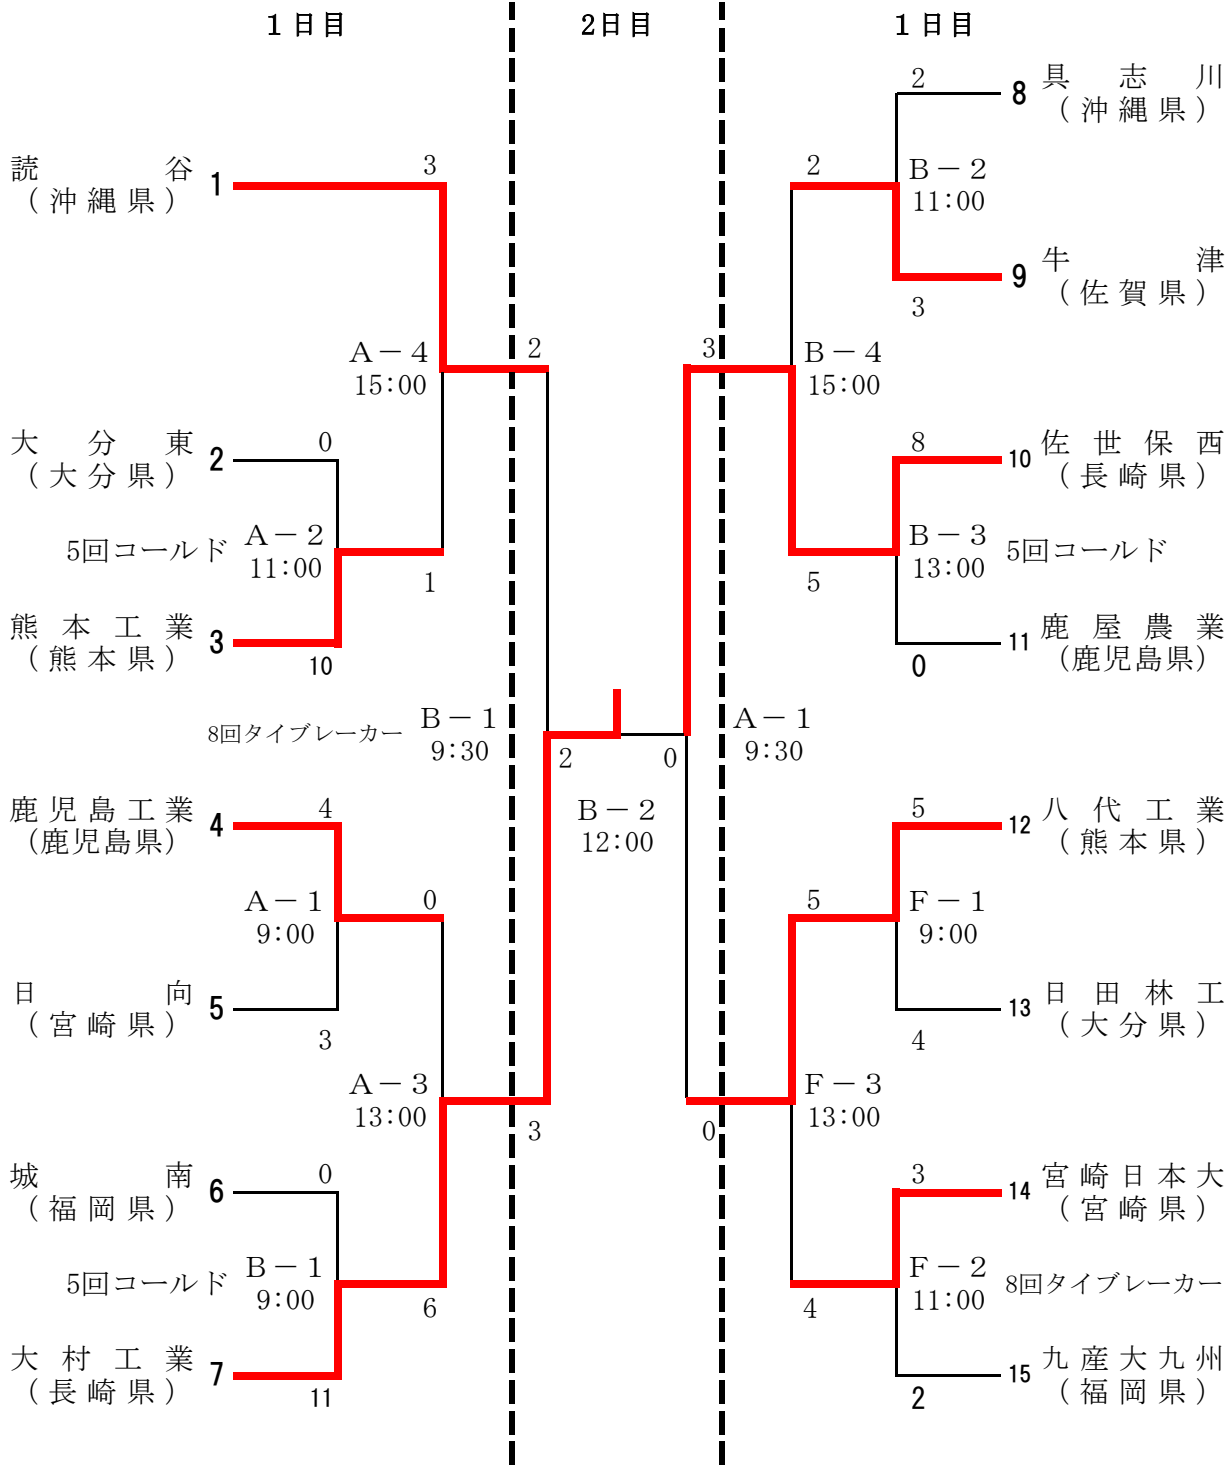 １日目
2日目
１日目
読谷
（沖縄県）
1
3
A－4
15:00
大分東
（大分県）
2
0
5回コールド
A－2
11:00
1
熊本工業
（熊本県）
3
10
2
8回タイブレーカー
B－1
9:30
鹿児島工業
（鹿児島県）
4
4
A－1
9:00
0
日向
（宮崎県）
5
3
A－3
13:00
3
城南
（福岡県）
6
0
5回コールド
B－1
9:00
6
大村工業
（長崎県）
7
11
2
0
B－2
12:00
2
具志川
（沖縄県）
8
2
B－2
11:00
牛津
（佐賀県）
9
3
3
B－4
15:00
佐世保西
（長崎県）
10
8
B－3
13:00
5回コールド
5
鹿屋農業
（鹿児島県）
11
0
A－1
9:30
八代工業
（熊本県）
12
5
5
F－1
9:00
日田林工
（大分県）
13
4
F－3
13:00
0
宮崎日本大
（宮崎県）
14
3
F－2
11:00
8回タイブレーカー
4
九産大九州
（福岡県）
15
2